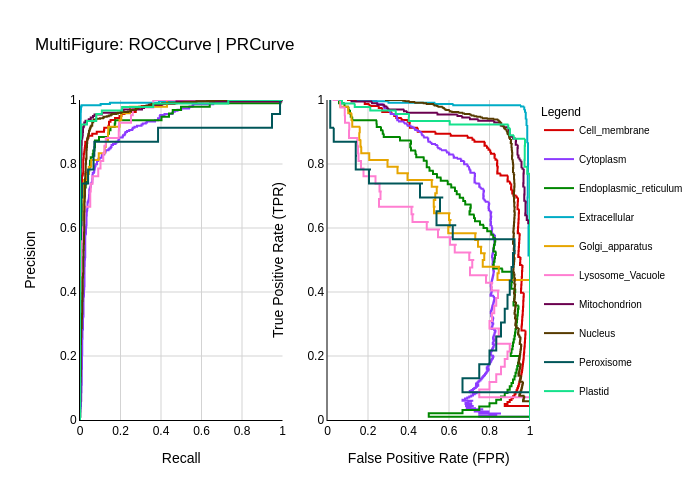 MultiFigure: ROCCurve | PRCurve
Precision
1
0.8
0.6
0.4
0.2
0
0 0.2 0.4 0.6 0.8 1
Recall
True Positive Rate (TPR)
1
0.8
0.6
0.4
0.2
0
0 0.2 0.4 0.6 0.8 1
False Positive Rate (FPR)
Legend
Cell_membrane
Cytoplasm
Endoplasmic_reticulum
Extracellular
Golgi_apparatus
Lysosome_Vacuole
Mitochondrion
Nucleus
Peroxisome
Plastid